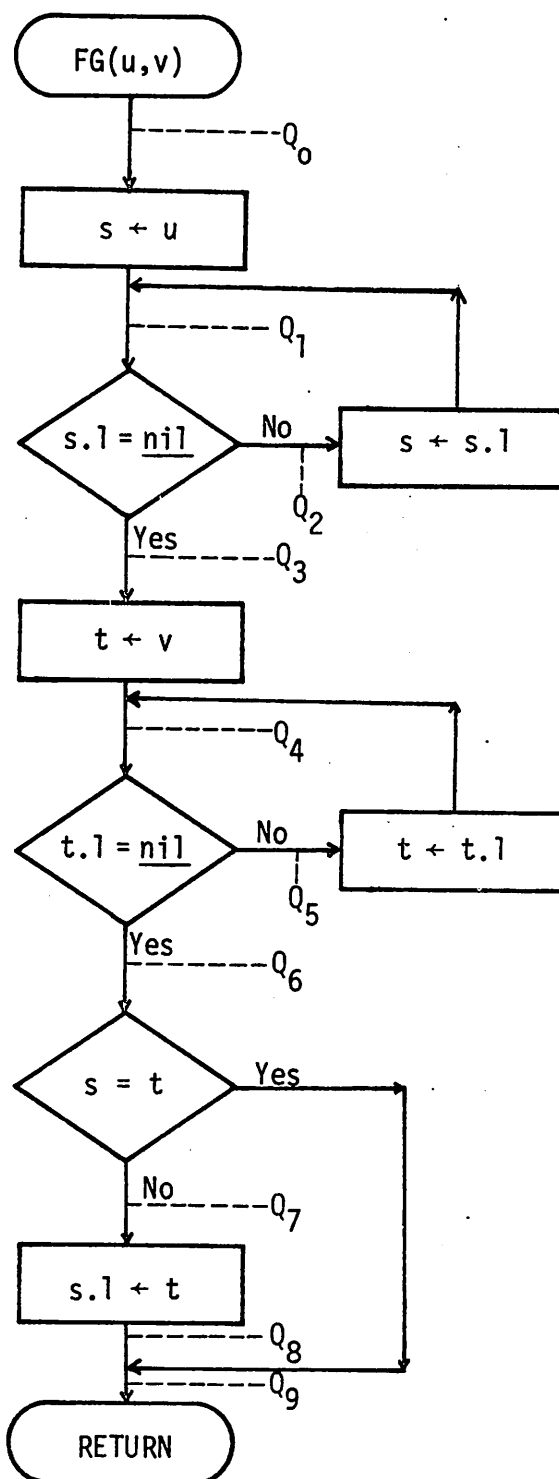 FG(u,v)
Q₀
s ← u
Q₁
s.l = nil
No
s ← s.l
Q₂
Yes
Q₃
t ← v
Q₄
t.l = nil
No
t ← t.l
Q₅
Yes
Q₆
s = t
Yes
No
Q₇
s.l ← t
Q₈
Q₉
RETURN